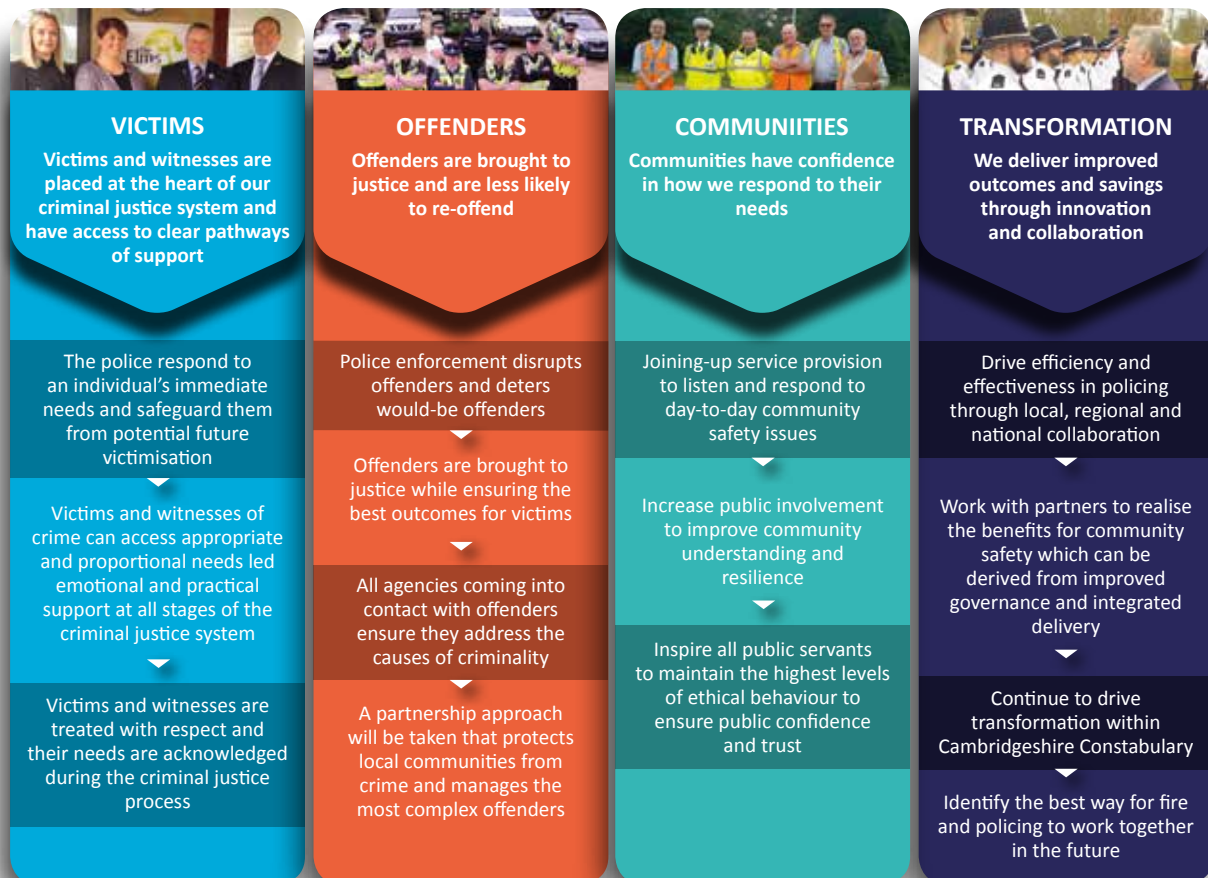 Elms
VICTIMS
Victims and witnesses are
placed at the heart of our
criminal justice system and
have access to clear pathways
of support
The police respond to
an individual's immediate
needs and safeguard them
from potential future
victimisation
Victims and witnesses of
crime can access appropriate
and proportional needs led
emotional and practical
support at all stages of the
criminal justice system
Victims and witnesses are
treated with respect and
their needs are acknowledged
during the criminal justice
process
OFFENDERS
Offenders are brought to
justice and are less likely
to re-offend
Police enforcement disrupts
offenders and deters
would-be offenders
Offenders are brought to
justice while ensuring the
best outcomes for victims
All agencies coming into
contact with offenders
ensure they address the
causes of criminality
A partnership approach
will be taken that protects
local communities from
crime and manages the
most complex offenders
COMMUNIITIES
Communities have confidence
in how we respond to their
needs
Joining-up service provision
to listen and respond to
day-to-day community
safety issues
Increase public involvement
to improve community
understanding and
resilience
Inspire all public servants
to maintain the highest levels
of ethical behaviour to
ensure public confidence
and trust
TRANSFORMATION
We deliver improved
outcomes and savings
through innovation
and collaboration
Drive efficiency and
effectiveness in policing
through local, regional and
national collaboration
Work with partners to realise
the benefits for community
safety which can be
derived from improved
governance and integrated
delivery
Continue to drive
transformation within
Cambridgeshire Constabulary
Identify the best way for fire
and policing to work together
in the future